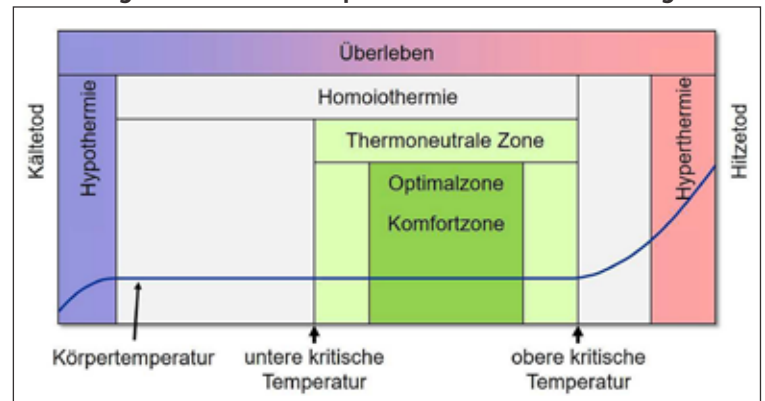 Überleben
Homoiothermie
Thermoneutrale Zone
Optimalzone
Komfortzone
Kältetod
Hypothermie
Hyperthermie
Hitzetod
Körpertemperatur
untere kritische
Temperatur
obere kritische
Temperatur